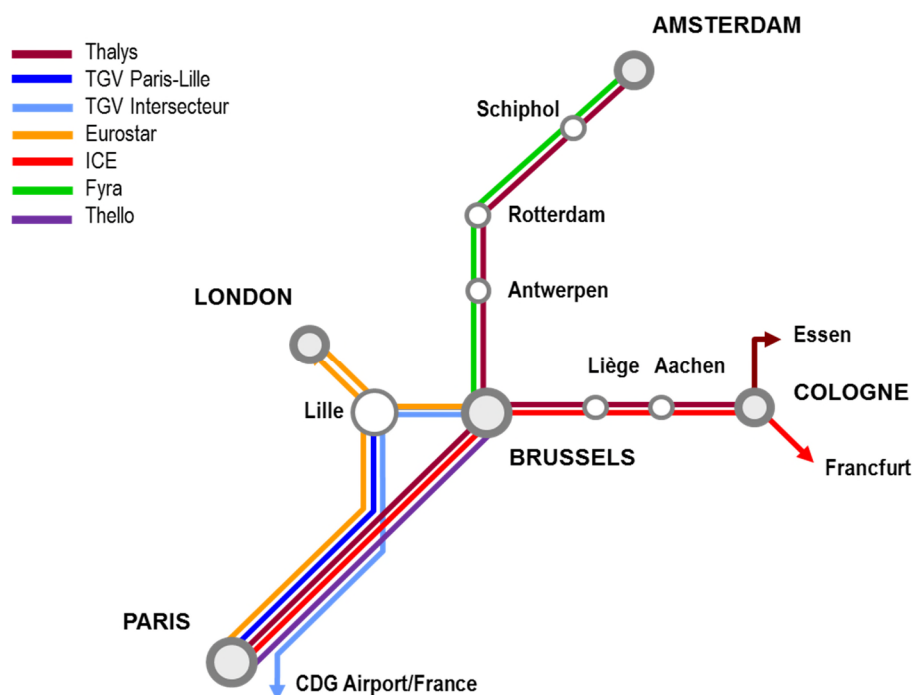 AMSTERDAM
Thalys
TGV Paris-Lille
TGV Intersecteur
Eurostar
ICE
Fyra
Thello
Schiphol
Rotterdam
Antwerpen
LONDON
Essen
Liège Aachen
COLOGNE
Lille
BRUSSELS
Francfurt
PARIS
CDG Airport/France